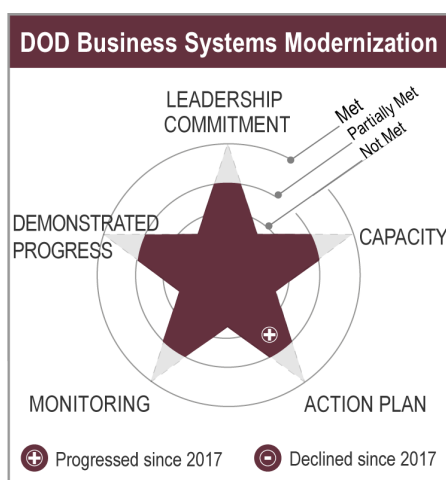 DOD Business Systems Modernization
LEADERSHIP
COMMITMENT
Met
Partially Met
Not Met
DEMONSTRATED
PROGRESS
CAPACITY
MONITORING
ACTION PLAN
+ Progressed since 2017
- Declined since 2017